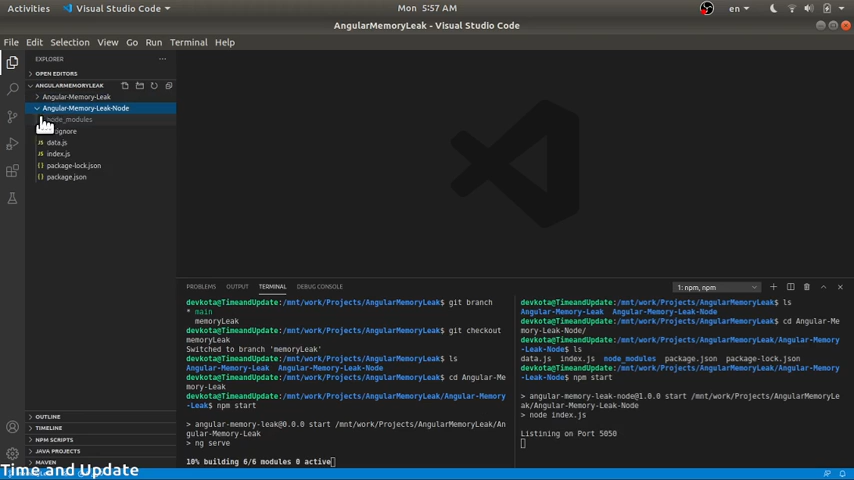 Activities
Visual Studio Code
Mon 5:57 AM
en
AngularMemoryLeak - Visual Studio Code
File Edit Selection View Go Run Terminal Help
EXPLORER
OPEN EDITORS
ANGULARMEMORYLEAK
Angular-Memory-Leak
Angular-Memory-Leak-Node
node_modules
data.js
index.js
package-lock.json
package.json
OUTLINE
TIMELINE
NPM SCRIPTS
JAVA PROJECTS
MAVEN
PROBLEMS OUTPUT TERMINAL DEBUG CONSOLE
1: npm, npm
devkota@TimeandUpdate:/mnt/work/Projects/AngularMemoryLeak$ git branch
* main
memoryLeak
devkota@TimeandUpdate:/mnt/work/Projects/AngularMemoryLeak$ git checkout
memoryLeak
Switched to branch 'memoryLeak'
devkota@TimeandUpdate:/mnt/work/Projects/AngularMemoryLeak$ ls
Angular-Memory-Leak Angular-Memory-Leak-Node
devkota@TimeandUpdate:/mnt/work/Projects/AngularMemoryLeak$ cd Angular-Me
mory-Leak
devkota@TimeandUpdate:/mnt/work/Projects/AngularMemoryLeak/Angular-Memory
-Leak$ npm start
> angular-memory-leak@0.0.0 start /mnt/work/Projects/AngularMemoryLeak/An
gular-Memory-Leak
> ng serve
10% building 6/6 modules 0 active
devkota@TimeandUpdate:/mnt/work/Projects/AngularMemoryLeak$ ls
Angular-Memory-Leak Angular-Memory-Leak-Node
devkota@TimeandUpdate:/mnt/work/Projects/AngularMemoryLeak$ cd Angular-Me
mory-Leak-Node/
devkota@TimeandUpdate:/mnt/work/Projects/AngularMemoryLeak/Angular-Memory
-Leak-Node$ ls
data.js index.js node_modules package.json package-lock.json
devkota@TimeandUpdate:/mnt/work/Projects/AngularMemoryLeak/Angular-Memory
-Leak-Node$ npm start
> angular-memory-leak-node@1.0.0 start /mnt/work/Projects/AngularMemoryLe
ak/Angular-Memory-Leak-Node
> node index.js
Listining on Port 5050
Time and Update